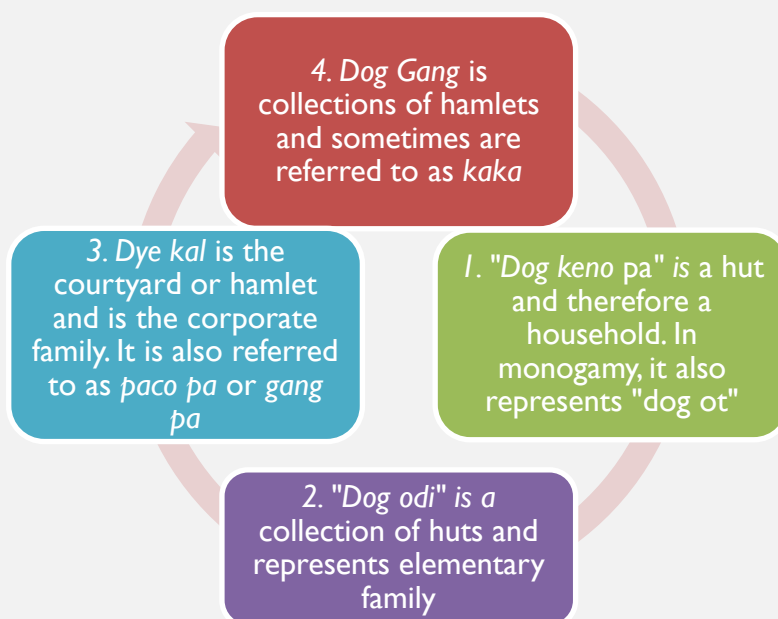 4. Dog Gang is
collections of hamlets
and sometimes are
referred to as kaka
1. "Dog keno pa" is a hut
and therefore a
household. In
monogamy, it also
represents "dog ot"
2. "Dog odi" is a
collection of huts and
represents elementary
family
3. Dye kal is the
courtyard or hamlet
and is the corporate
family. It is also referred
to as paco pa or gang
pa